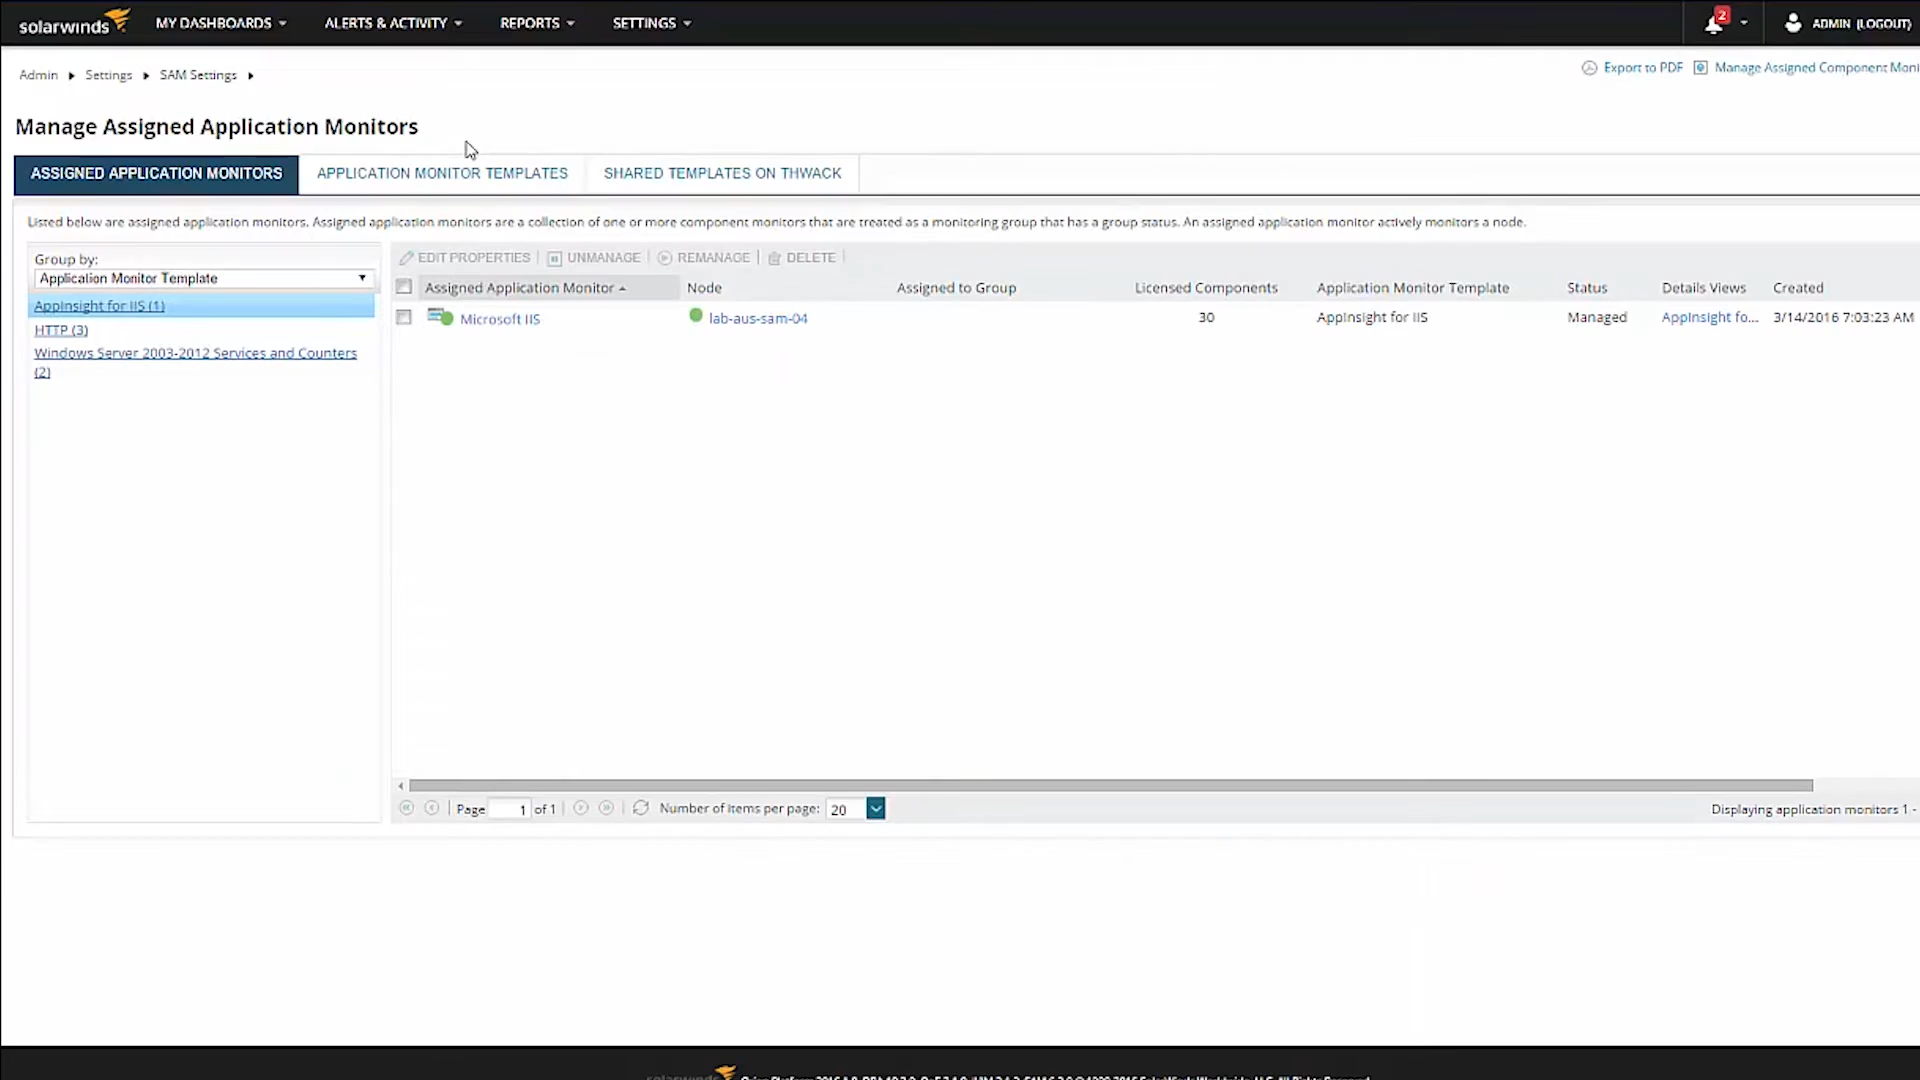 solarwinds MY DASHBOARDS ALERTS & ACTIVITY REPORTS SETTINGS 2 ADMIN (LOGOUT)
Admin Settings SAM Settings Export to PDF Manage Assigned Component Moni
Manage Assigned Application Monitors
ASSIGNED APPLICATION MONITORS APPLICATION MONITOR TEMPLATES SHARED TEMPLATES ON THWACK
Listed below are assigned application monitors. Assigned application monitors are a collection of one or more component monitors that are treated as a monitoring group that has a group status. An assigned application monitor actively monitors a node.
Group by:
Application Monitor Template
AppInsight for IIS (1)
HTTP (3)
Windows Server 2003-2012 Services and Counters
(2)
EDIT PROPERTIES UNMANAGE REMANAGE DELETE
Assigned Application Monitor Node Assigned to Group Licensed Components Application Monitor Template Status Details Views Created
Microsoft IIS lab-aus-sam-04 30 AppInsight for IIS Managed AppInsight fo... 3/14/2016 7:03:23 AM
Page 1 of 1 Number of items per page: 20 Displaying application monitors 1 -